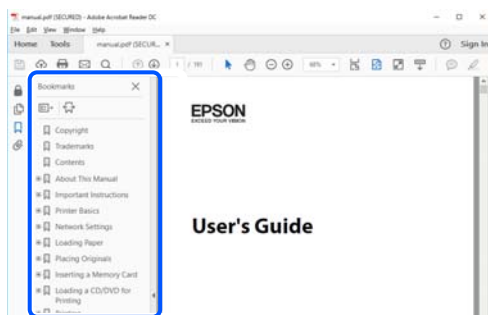 manual.pdf (SECURED) - Adobe Acrobat Reader DC
File Edit View Window Help
Home Tools manual.pdf (SECUR... ×
Sign In
1 / 191
Bookmarks
Copyright
Trademarks
Contents
About This Manual
Important Instructions
Printer Basics
Network Settings
Loading Paper
Placing Originals
Inserting a Memory Card
Loading a CD/DVD for
Printing
Printing
EPSON
EXCEED YOUR VISION
User's Guide